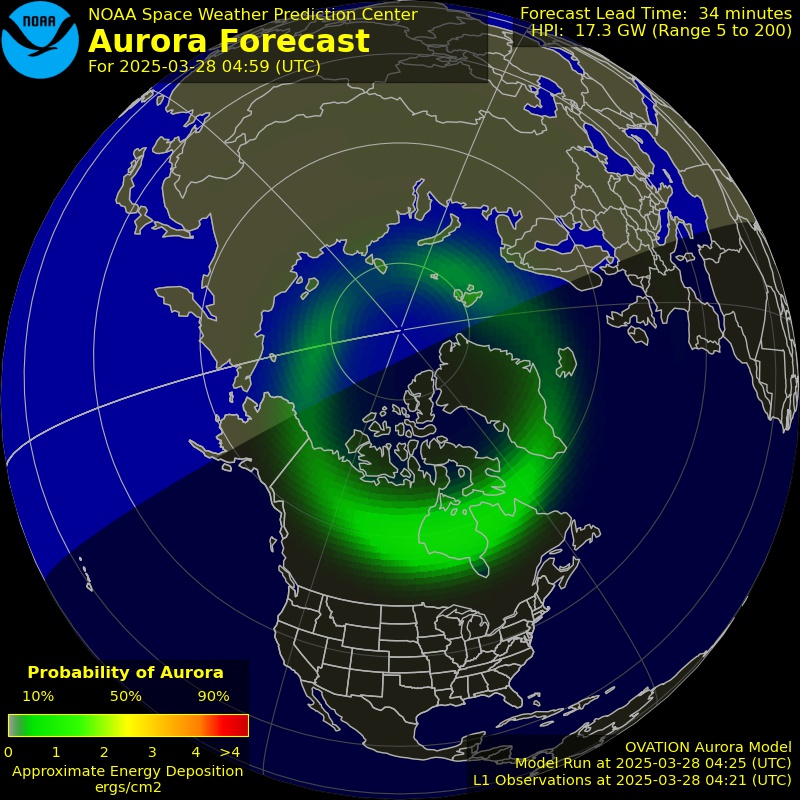 NOAA
NOAA Space Weather Prediction Center
Aurora Forecast
For 2025-03-28 04:59 (UTC)
Forecast Lead Time: 34 minutes
HPI: 17.3 GW (Range 5 to 200)
Probability of Aurora
10% 50% 90%
0 1 2 3 4 >4
Approximate Energy Deposition
ergs/cm2
OVATION Aurora Model
Model Run at 2025-03-28 04:25 (UTC)
L1 Observations at 2025-03-28 04:21 (UTC)